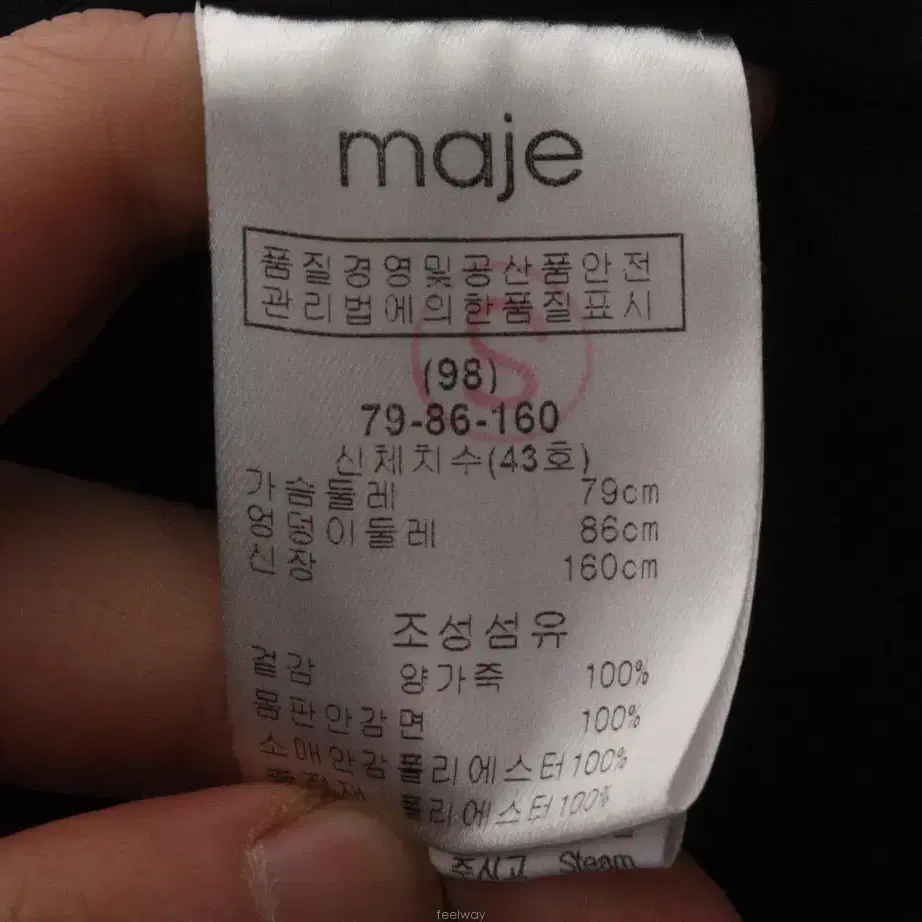 maje
품질경영및공산품안전
관리법에의한품질표시
S
(98)
79-86-160
신체치수(43호)
가슴둘레 79cm
엉덩이둘레 86cm
신장 160cm
조성섬유
겉감 양가죽 100%
몸판안감면 100%
소매안감폴리에스터100%
폴리에스터100%
주시고 Steam
feelway